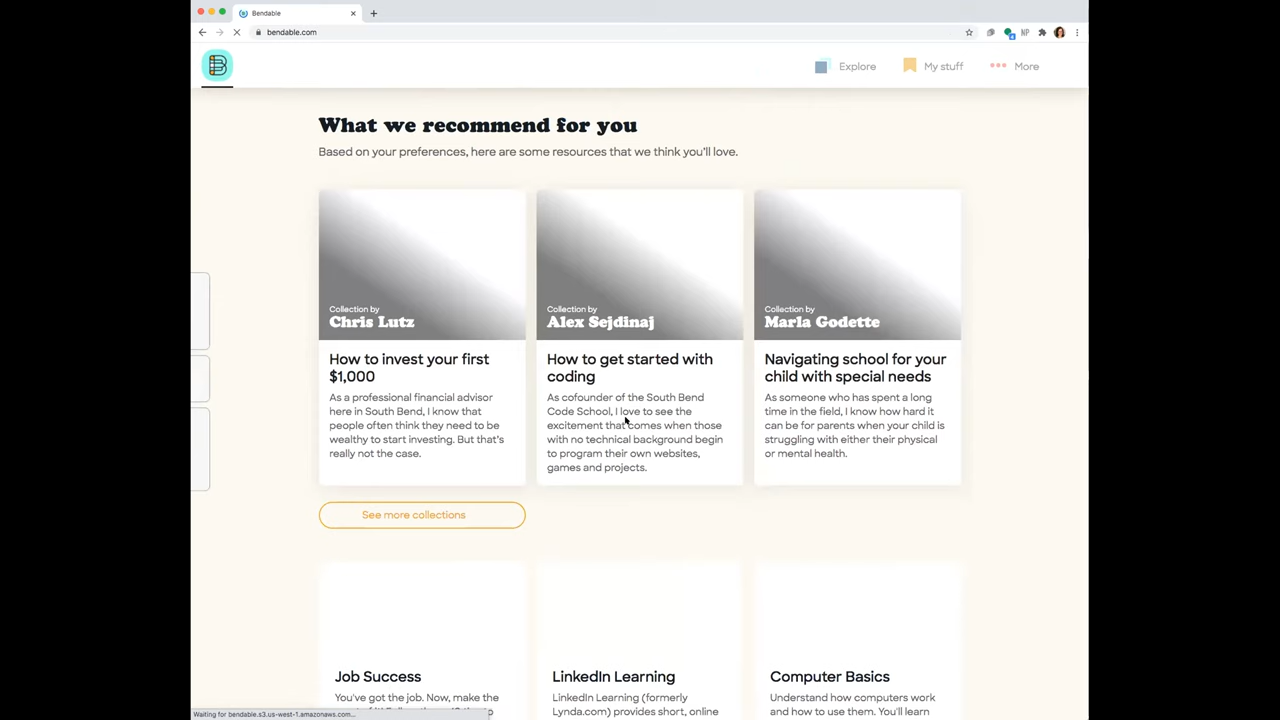 Bendable
bendable.com
NP
B
Explore
My stuff
More
What we recommend for you
Based on your preferences, here are some resources that we think you'll love.
Collection by
Chris Lutz
How to invest your first
$1,000
As a professional financial advisor
here in South Bend, I know that
people often think they need to be
wealthy to start investing. But that's
really not the case.
Collection by
Alex Sejdinaj
How to get started with
coding
As cofounder of the South Bend
Code School, I love to see the
excitement that comes when those
with no technical background begin
to program their own websites,
games and projects.
Collection by
Marla Godette
Navigating school for your
child with special needs
As someone who has spent a long
time in the field, I know how hard it
can be for parents when your child is
struggling with either their physical
or mental health.
See more collections
Job Success
You've got the job. Now, make the
LinkedIn Learning
LinkedIn Learning (formerly
Lynda.com) provides short, online
Computer Basics
Understand how computers work
and how to use them. You'll learn
Waiting for bendable.s3.us-west-1.amazonaws.com...